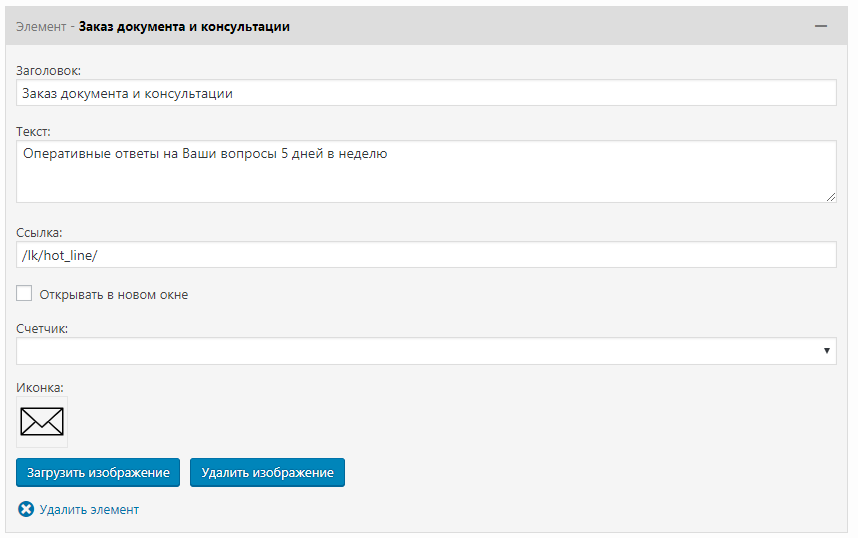 Элемент - Заказ документа и консультации
Заголовок:
Заказ документа и консультации
Текст:
Оперативные ответы на Ваши вопросы 5 дней в неделю
Ссылка:
/lk/hot_line/
Открывать в новом окне
Счетчик:
Иконка:
Загрузить изображение Удалить изображение
Удалить элемент